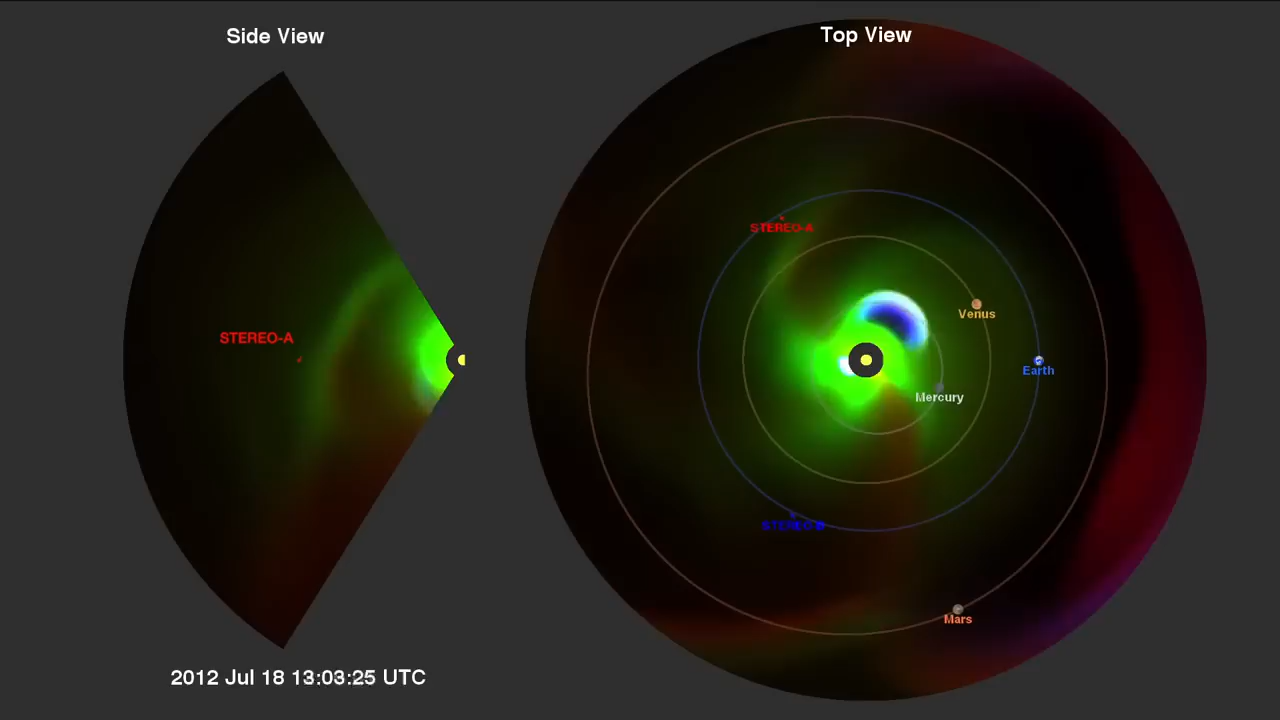 Side View
Top View
STEREO-A
STEREO-A
Venus
Earth
Mercury
STEREO-B
Mars
2012 Jul 18 13:03:25 UTC